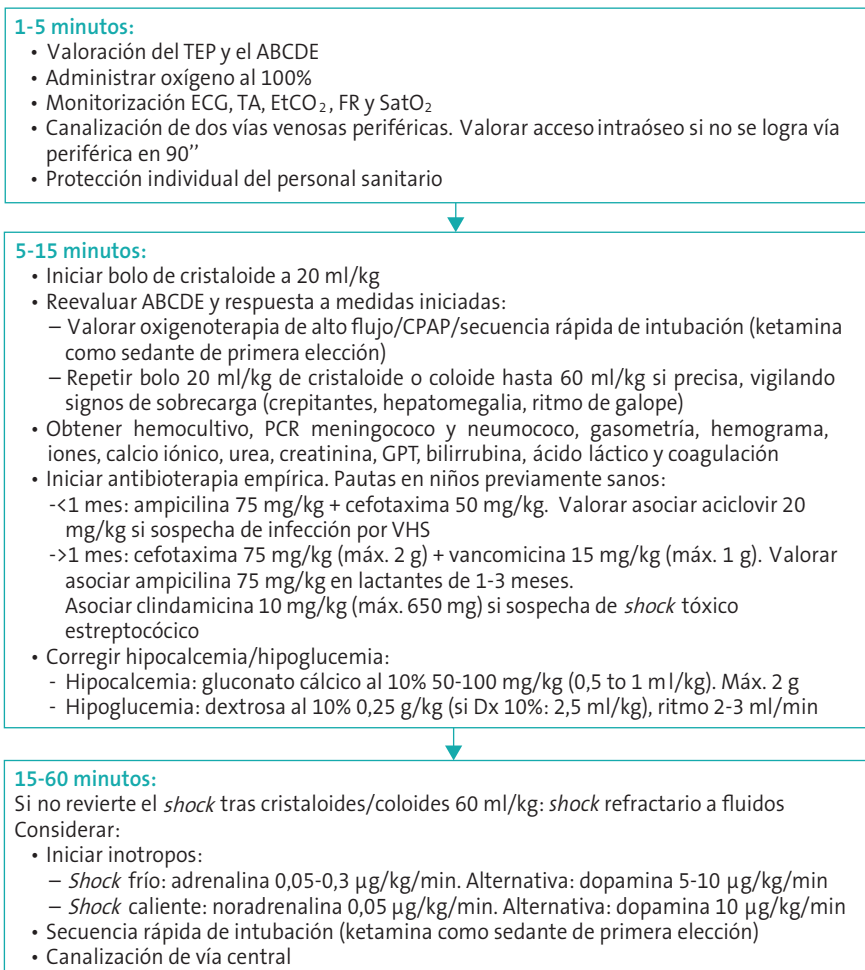 1-5 minutos:
• Valoración del TEP y el ABCDE
• Administrar oxígeno al 100%
• Monitorización ECG, TA, EtCO₂, FR y SatO₂
• Canalización de dos vías venosas periféricas. Valorar acceso intraóseo si no se logra vía
periférica en 90’’
• Protección individual del personal sanitario
5-15 minutos:
• Iniciar bolo de cristaloide a 20 ml/kg
• Reevaluar ABCDE y respuesta a medidas iniciadas:
– Valorar oxigenoterapia de alto flujo/CPAP/secuencia rápida de intubación (ketamina
como sedante de primera elección)
– Repetir bolo 20 ml/kg de cristaloide o coloide hasta 60 ml/kg si precisa, vigilando
signos de sobrecarga (crepitantes, hepatomegalia, ritmo de galope)
• Obtener hemocultivo, PCR meningococo y neumococo, gasometría, hemograma,
iones, calcio iónico, urea, creatinina, GPT, bilirrubina, ácido láctico y coagulación
• Iniciar antibioterapia empírica. Pautas en niños previamente sanos:
-<1 mes: ampicilina 75 mg/kg + cefotaxima 50 mg/kg. Valorar asociar aciclovir 20
mg/kg si sospecha de infección por VHS
->1 mes: cefotaxima 75 mg/kg (máx. 2 g) + vancomicina 15 mg/kg (máx. 1 g). Valorar
asociar ampicilina 75 mg/kg en lactantes de 1-3 meses.
Asociar clindamicina 10 mg/kg (máx. 650 mg) si sospecha de shock tóxico
estreptocócico
• Corregir hipocalcemia/hipoglucemia:
- Hipocalcemia: gluconato cálcico al 10% 50-100 mg/kg (0,5 to 1 ml/kg). Máx. 2 g
- Hipoglucemia: dextrosa al 10% 0,25 g/kg (si Dx 10%: 2,5 ml/kg), ritmo 2-3 ml/min
15-60 minutos:
Si no revierte el shock tras cristaloides/coloides 60 ml/kg: shock refractario a fluidos
Considerar:
• Iniciar inotropos:
– Shock frío: adrenalina 0,05-0,3 µg/kg/min. Alternativa: dopamina 5-10 µg/kg/min
– Shock caliente: noradrenalina 0,05 µg/kg/min. Alternativa: dopamina 10 µg/kg/min
• Secuencia rápida de intubación (ketamina como sedante de primera elección)
• Canalización de vía central